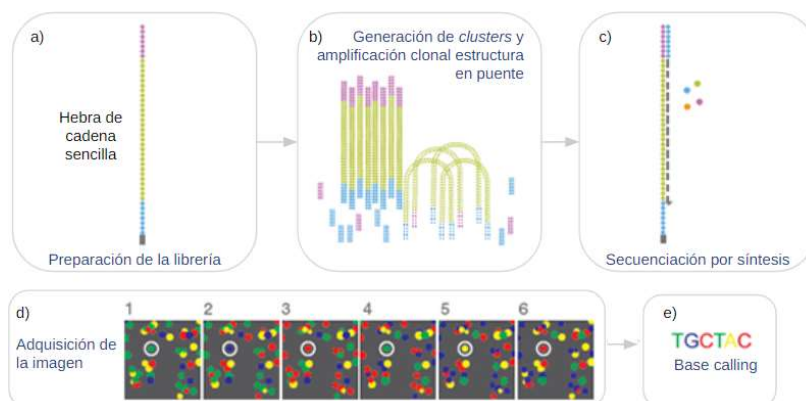 a)
Hebra de
cadena
sencilla
Preparación de la librería
b)
Generación de clusters y
amplificación clonal estructura
en puente
c)
Secuenciación por síntesis
d)
Adquisición de
la imagen
1 2 3 4 5 6
e)
TGCTAC
Base calling